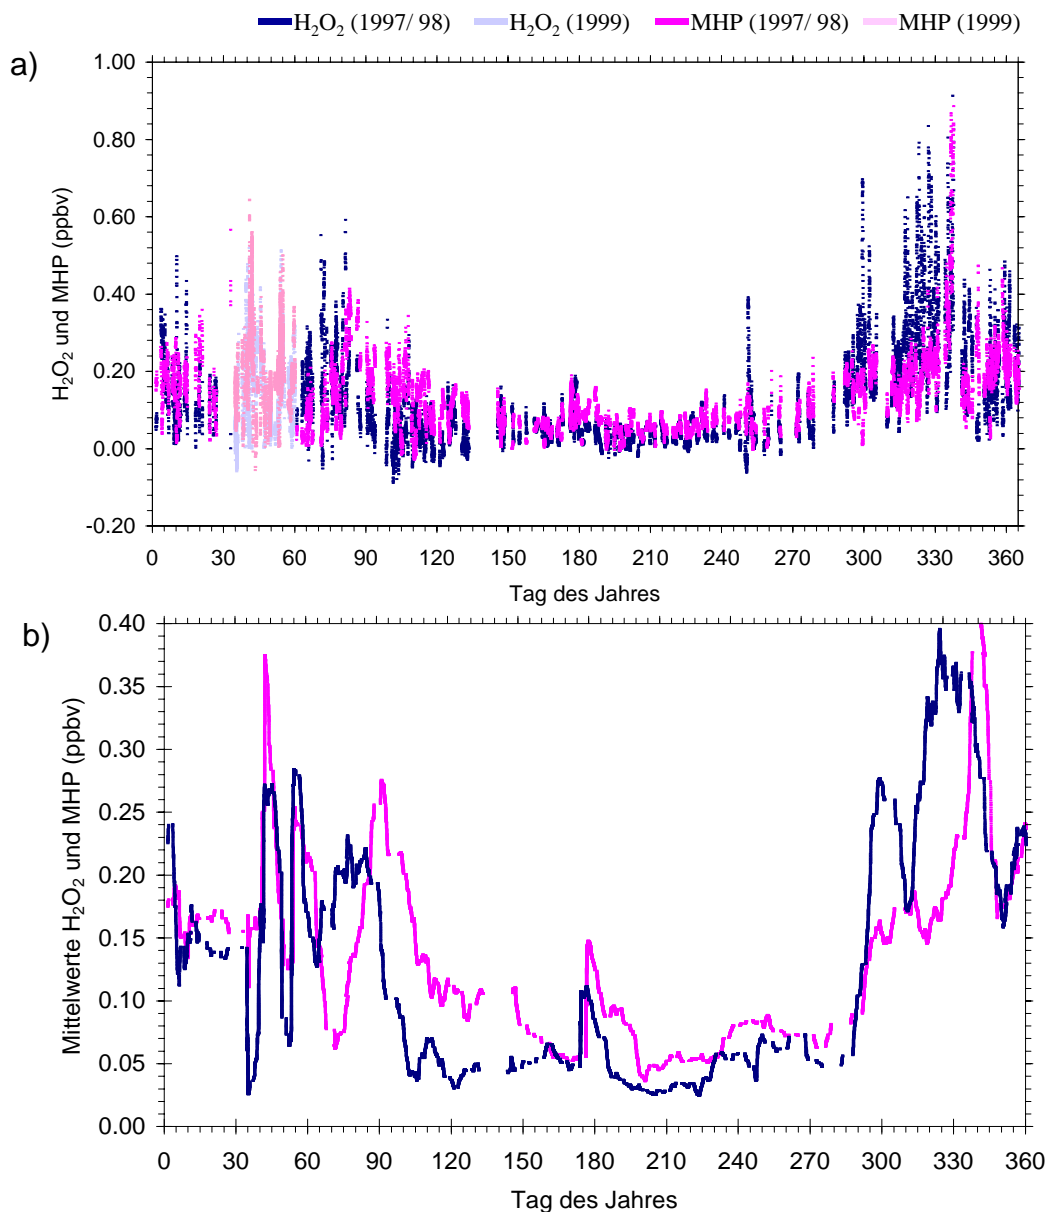 H₂O₂ (1997/ 98) H₂O₂ (1999) MHP (1997/ 98) MHP (1999)
a)
H₂O₂ und MHP (ppbv)
1.00
0.80
0.60
0.40
0.20
0.00
-0.20
0 30 60 90 120 150 180 210 240 270 300 330 360
Tag des Jahres
b)
Mittelwerte H₂O₂ und MHP (ppbv)
0.40
0.35
0.30
0.25
0.20
0.15
0.10
0.05
0.00
0 30 60 90 120 150 180 210 240 270 300 330 360
Tag des Jahres